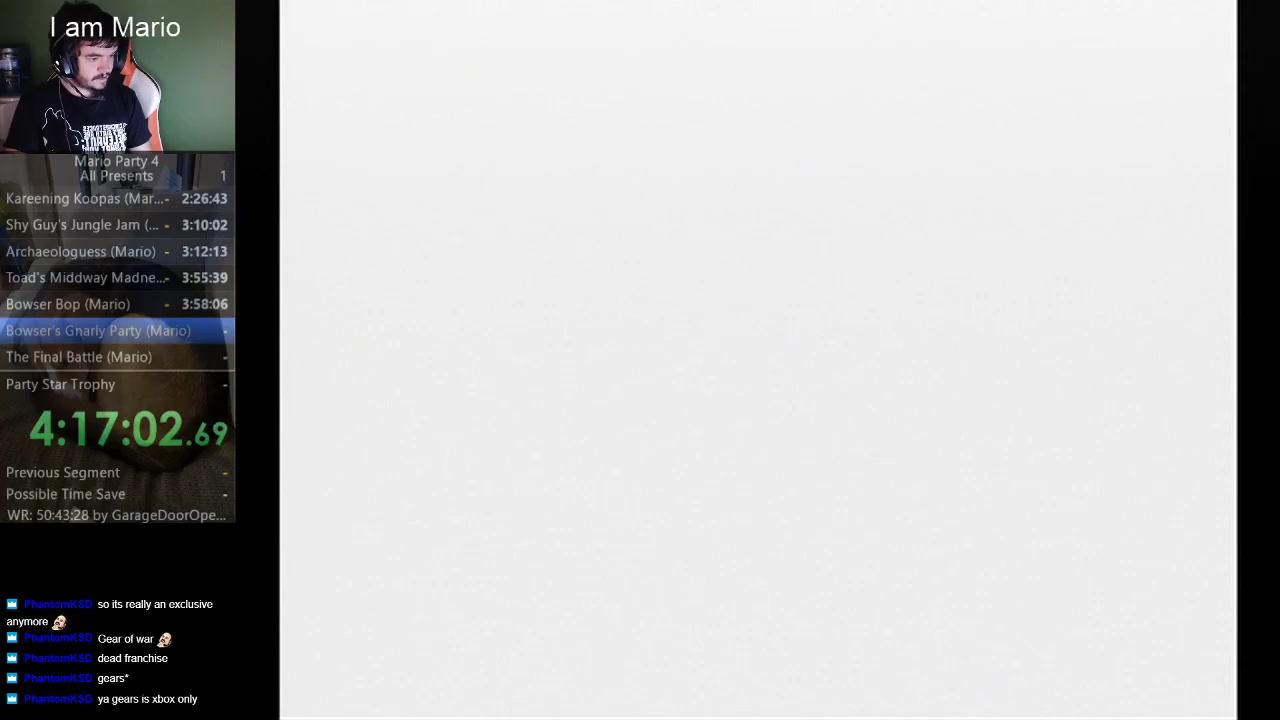 I am Mario
Mario Party 4
All Presents 1
Kareening Koopas (Mar... - 2:26:43
Shy Guy's Jungle Jam (... - 3:10:02
Archaeologuess (Mario) - 3:12:13
Toad's Middway Madne... - 3:55:39
Bowser Bop (Mario) - 3:58:06
Bowser's Gnarly Party (Mario) -
The Final Battle (Mario) -
Party Star Trophy -
4:17:02.69
Previous Segment -
Possible Time Save -
WR: 50:43:28 by GarageDoorOpe...
PhantomKSD so its really an exclusive
anymore
PhantomKSD Gear of war
PhantomKSD dead franchise
PhantomKSD gears*
PhantomKSD ya gears is xbox only